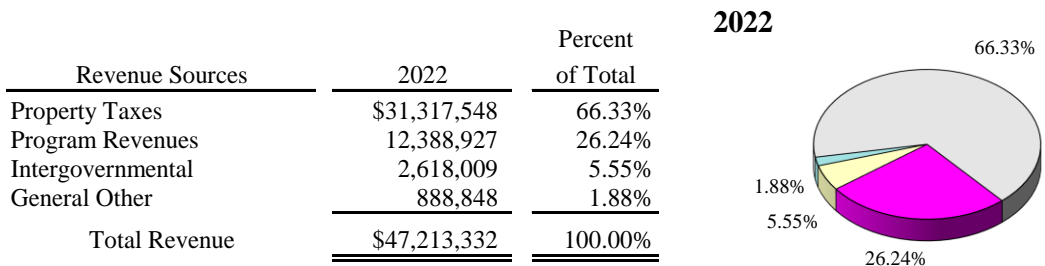 Percent
Revenue Sources 2022 of Total
Property Taxes $31,317,548 66.33%
Program Revenues 12,388,927 26.24%
Intergovernmental 2,618,009 5.55%
General Other 888,848 1.88%
Total Revenue $47,213,332 100.00%
2022
66.33%
1.88%
5.55%
26.24%